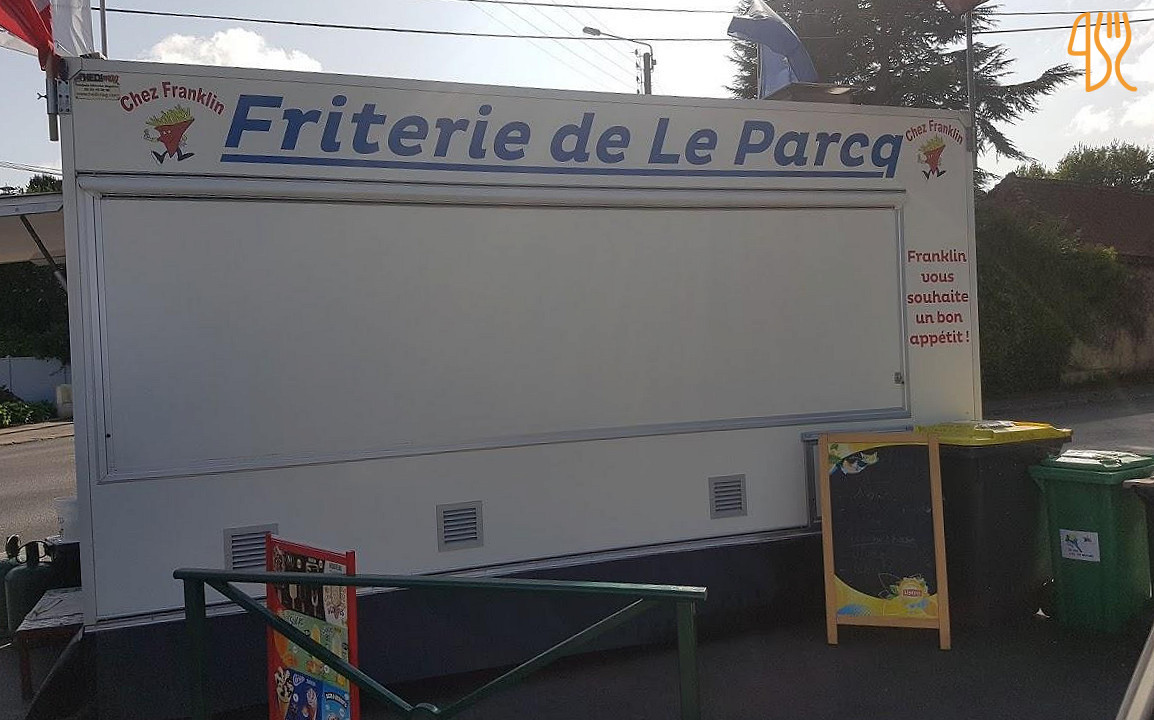 Chez Franklin
Friterie de Le Parcq
Chez Franklin
Franklin
vous
souhaite
un bon
appétit !